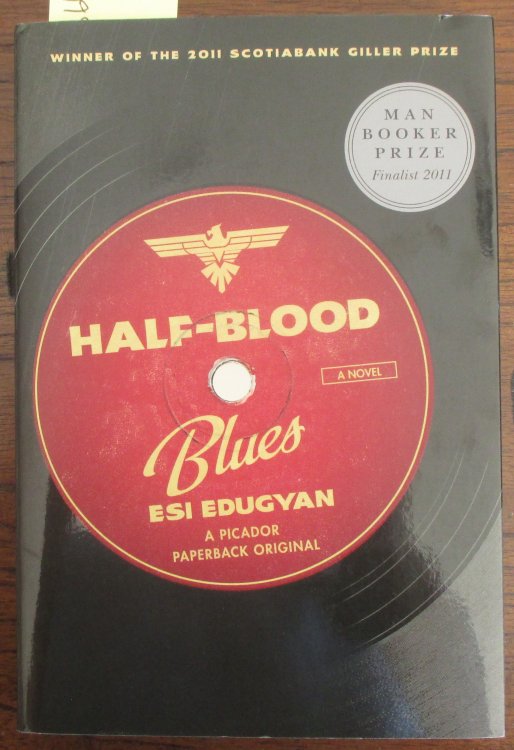 WINNER OF THE 2011 SCOTIABANK GILLER PRIZE
MAN
BOOKER
PRIZE
Finalist 2011
HALF-BLOOD
A NOVEL
Blues
ESI EDUGYAN
A PICADOR
PAPERBACK ORIGINAL